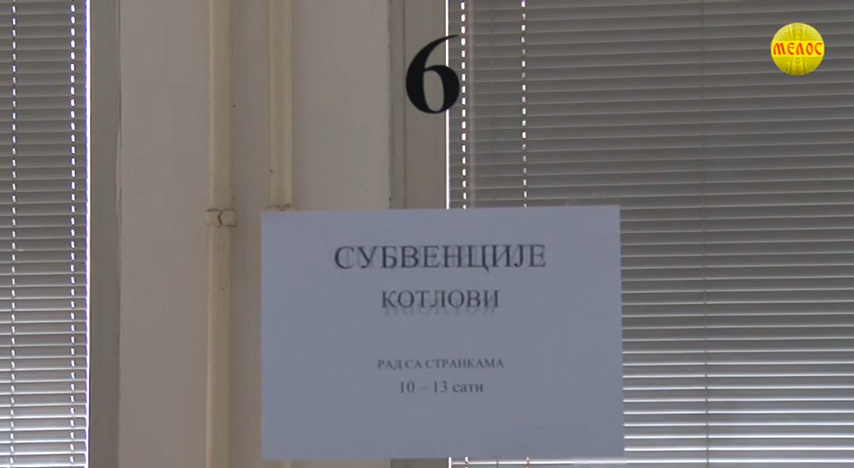 МЕЛОС
6
СУБВЕНЦИЈЕ
КОТЛОВИ
РАД СА СТРАНКАМА
10 – 13 сати